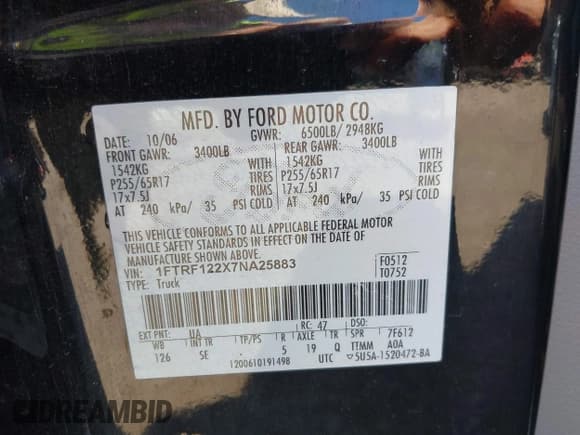 MFD. BY FORD MOTOR CO.
DATE: 10/06 GVWR: 6500LB/ 2948KG
FRONT GAWR: 3400LB REAR GAWR: 3400LB
1542KG WITH 1542KG WITH
P255/65R17 TIRES P255/65R17 TIRES
17x7.5J RIMS 17x7.5J RIMS
AT 240 kPa/ 35 PSI COLD AT 240 kPa/ 35 PSI COLD
THIS VEHICLE CONFORMS TO ALL APPLICABLE FEDERAL MOTOR
VEHICLE SAFETY STANDARDS IN EFFECT ON THE DATE OF
MANUFACTURE SHOWN ABOVE.
VIN: 1FTRF122X7NA25883 F0512
TYPE: Truck T0752
EXT PNT: UA RC: 47 DSO:
WB INT TR TP/PS R AXLE TR SPR 7F612
126 SE . 5 19 Q TTMM A0A
1200610191498 UTC 5U5A-1520472-BA
DREAMBID